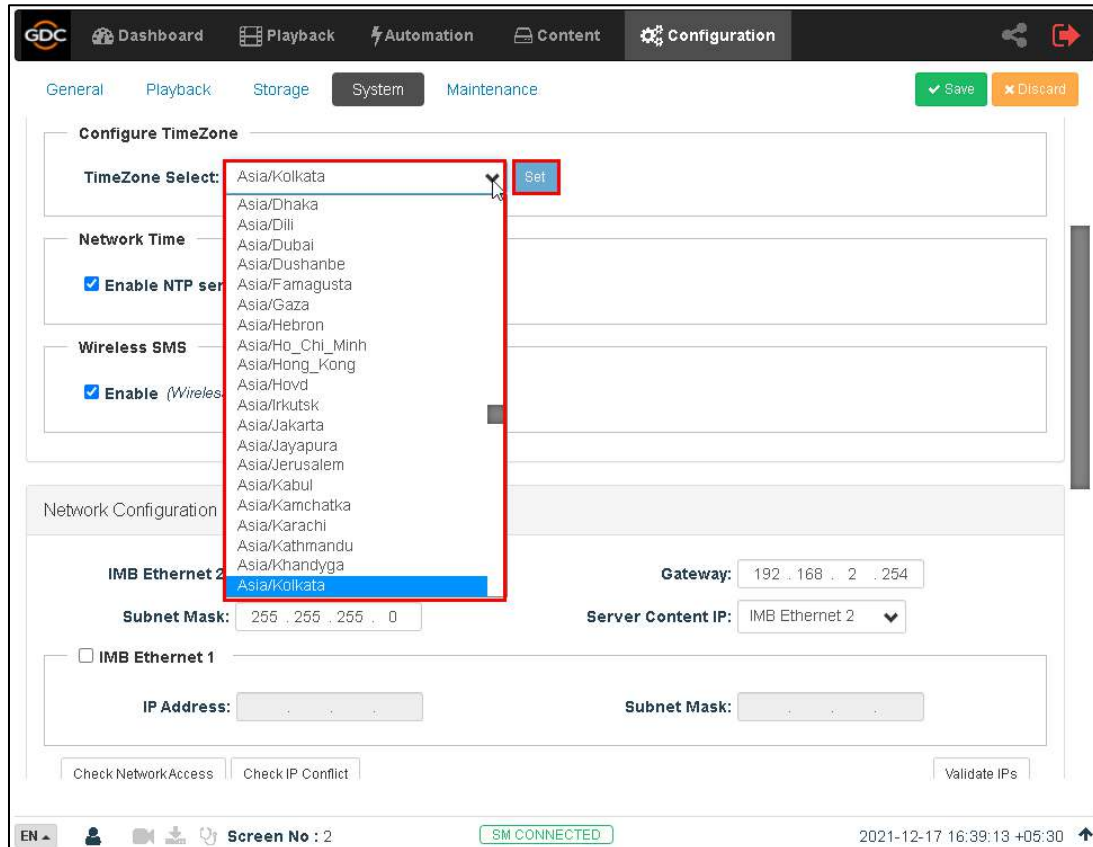 GDC Dashboard Playback Automation Content Configuration
General Playback Storage System Maintenance Save Discard
Configure TimeZone
TimeZone Select: Asia/Kolkata Set
Asia/Dhaka
Asia/Dili
Network Time
Asia/Dubai
Asia/Dushanbe
Enable NTP ser
Asia/Famagusta
Asia/Gaza
Asia/Hebron
Wireless SMS
Asia/Ho_Chi_Minh
Asia/Hong_Kong
Enable (Wireles
Asia/Hovd
Asia/Irkutsk
Asia/Jakarta
Asia/Jayapura
Asia/Jerusalem
Asia/Kabul
Asia/Kamchatka
Network Configuration
Asia/Karachi
Asia/Kathmandu
Asia/Khandyga
Asia/Kolkata
IMB Ethernet 2 Gateway: 192 . 168 . 2 . 254
Subnet Mask: 255 . 255 . 255 . 0 Server Content IP: IMB Ethernet 2
IMB Ethernet 1
IP Address: . . . Subnet Mask: . . .
Check Network Access Check IP Conflict Validate IPs
EN Screen No : 2 SM CONNECTED 2021-12-17 16:39:13 +05:30